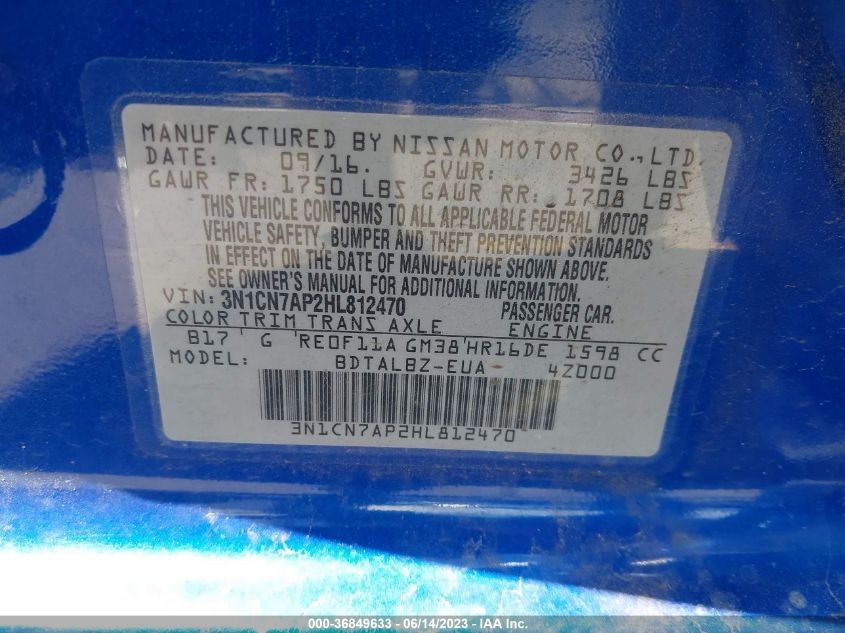 MANUFACTURED BY NISSAN MOTOR CO.,LTD.
DATE: 09/16. GVWR: 3426 LBS
GAWR FR: 1750 LBS GAWR RR: 1708 LBS
THIS VEHICLE CONFORMS TO ALL APPLICABLE FEDERAL MOTOR
VEHICLE SAFETY, BUMPER AND THEFT PREVENTION STANDARDS
IN EFFECT ON THE DATE OF MANUFACTURE SHOWN ABOVE.
SEE OWNER'S MANUAL FOR ADDITIONAL INFORMATION.
VIN: 3N1CN7AP2HL812470 PASSENGER CAR.
COLOR TRIM TRANS AXLE ENGINE
B17 ' G 'RE0F11A GM38'HR16DE 1598 CC
MODEL: BDTALBZ-EUA 4Z000
3N1CN7AP2HL812470
000-36849633 - 06/14/2023 - COPYRIGHT IAA, LLC.